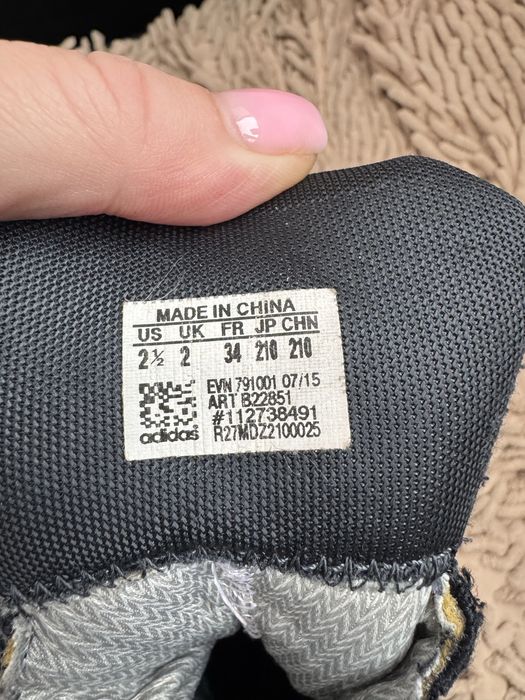 MADE IN CHINA
US UK FR JP CHN
2½ 2 34 210 210
EVN 791001 07/15
ART B22851
#112738491
adidas R27MDZ2100025